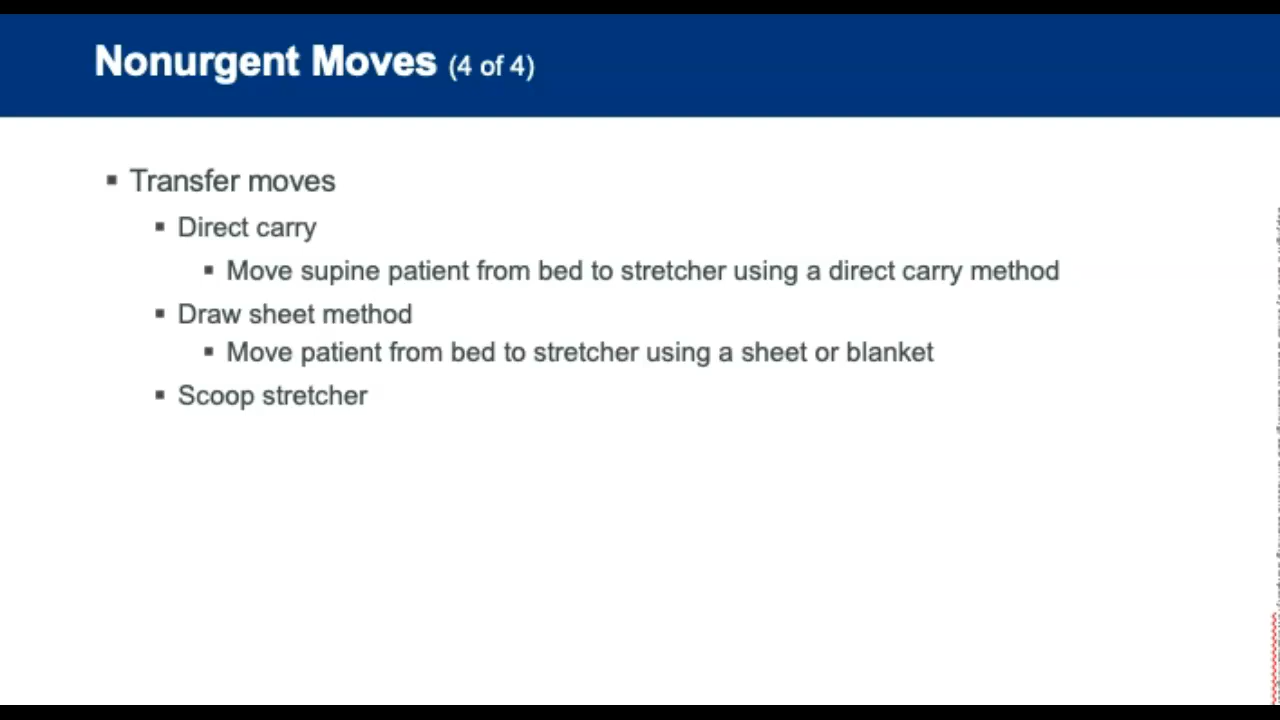 Nonurgent Moves (4 of 4)
▪ Transfer moves
▪ Direct carry
▪ Move supine patient from bed to stretcher using a direct carry method
▪ Draw sheet method
▪ Move patient from bed to stretcher using a sheet or blanket
▪ Scoop stretcher